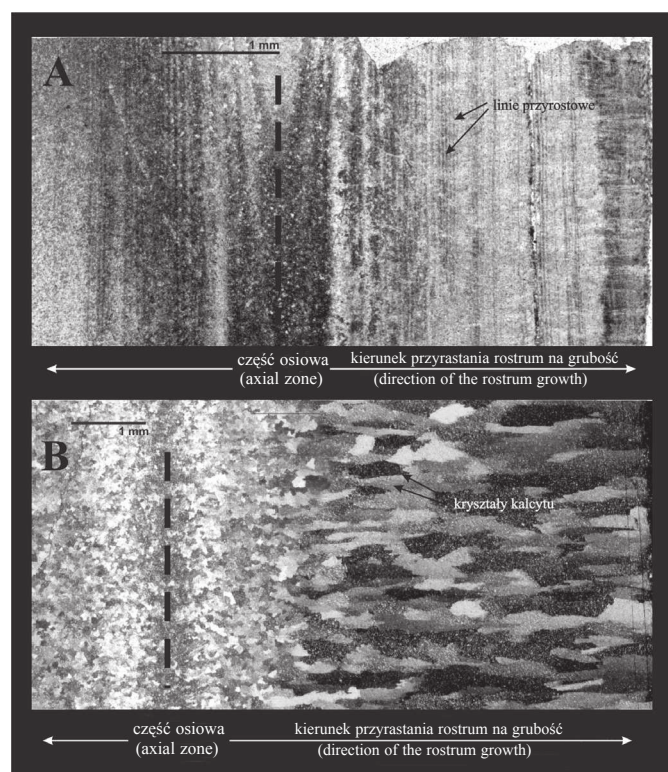 1 mm
A
linie przyrostowe
część osiowa
(axial zone)
kierunek przyrastania rostrum na grubość
(direction of the rostrum growth)
1 mm
B
kryształy kalcytu
część osiowa
(axial zone)
kierunek przyrastania rostrum na grubość
(direction of the rostrum growth)